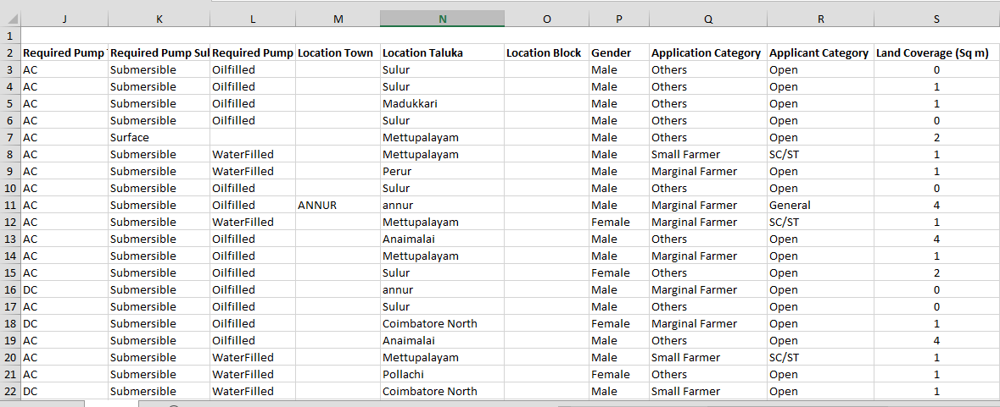 J K L M N O P Q R S
1
2 Required Pump Required Pump Sul Required Pump Location Town Location Taluka Location Block Gender Application Category Applicant Category Land Coverage (Sq m)
3 AC Submersible Oilfilled Sulur Male Others Open 0
4 AC Submersible Oilfilled Sulur Male Others Open 1
5 AC Submersible Oilfilled Madukkari Male Others Open 1
6 AC Submersible Oilfilled Sulur Male Others Open 0
7 AC Surface Mettupalayam Male Others Open 2
8 AC Submersible WaterFilled Mettupalayam Male Small Farmer SC/ST 1
9 AC Submersible WaterFilled Perur Male Marginal Farmer Open 1
10 AC Submersible Oilfilled Sulur Male Others Open 0
11 AC Submersible Oilfilled ANNUR annur Male Marginal Farmer General 4
12 AC Submersible WaterFilled Mettupalayam Female Marginal Farmer SC/ST 1
13 AC Submersible Oilfilled Anaimalai Male Others Open 4
14 AC Submersible Oilfilled Mettupalayam Male Marginal Farmer Open 1
15 AC Submersible Oilfilled Sulur Female Others Open 2
16 DC Submersible Oilfilled annur Male Marginal Farmer Open 0
17 AC Submersible Oilfilled Sulur Male Others Open 0
18 DC Submersible Oilfilled Coimbatore North Female Marginal Farmer Open 1
19 AC Submersible Oilfilled Anaimalai Male Others Open 4
20 AC Submersible WaterFilled Mettupalayam Male Small Farmer SC/ST 1
21 AC Submersible WaterFilled Pollachi Female Others Open 1
22 DC Submersible WaterFilled Coimbatore North Male Small Farmer Open 1